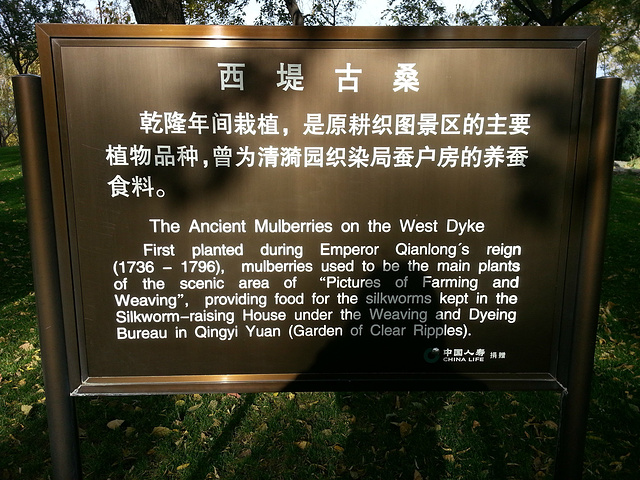 西堤古桑
乾隆年间栽植，是原耕织图景区的主要
植物品种，曾为清漪园织染局蚕户房的养蚕
食料。
The Ancient Mulberries on the West Dyke
First planted during Emperor Qianlong´s reign
(1736 – 1796), mulberries used to be the main plants
of the scenic area of “Pictures of Farming and
Weaving”, providing food for the silkworms kept in the
Silkworm–raising House under the Weaving and Dyeing
Bureau in Qingyi Yuan (Garden of Clear Ripples).
中国人寿 捐赠
CHINA LIFE